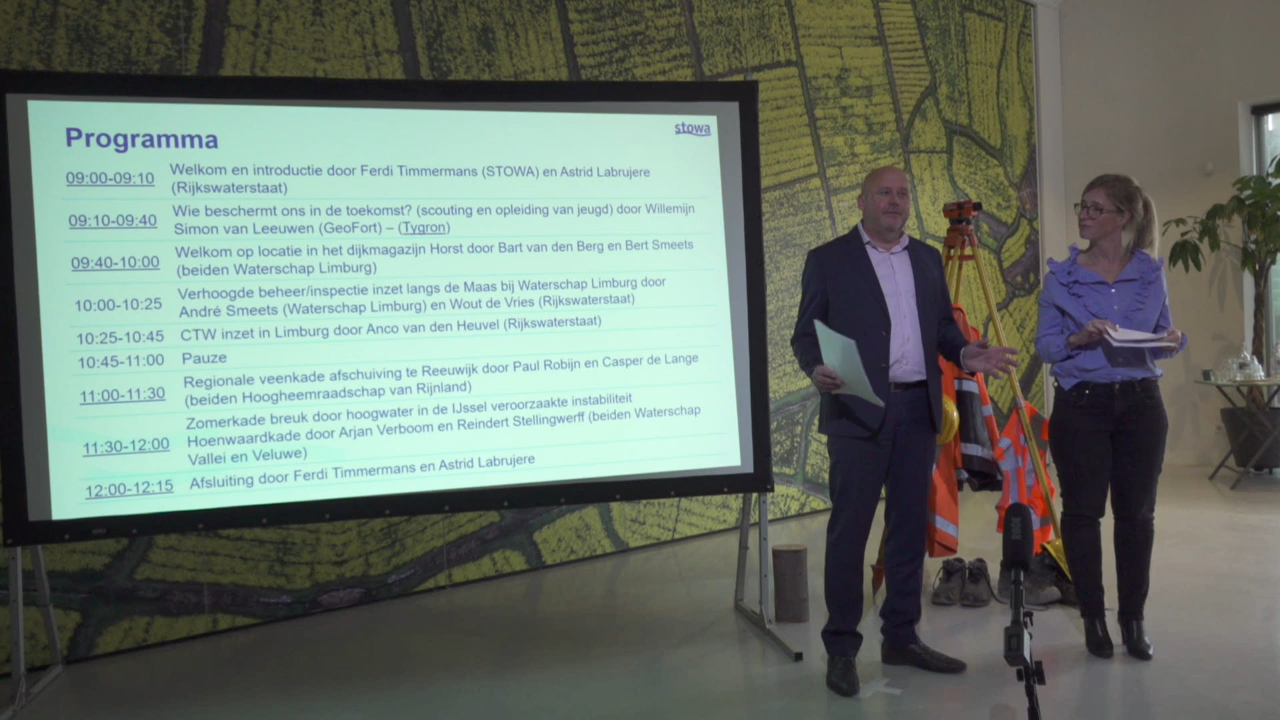 Programma
stowa
09:00-09:10 Welkom en introductie door Ferdi Timmermans (STOWA) en Astrid Labrujere
(Rijkswaterstaat)
09:10-09:40 Wie beschermt ons in de toekomst? (scouting en opleiding van jeugd) door Willemijn
Simon van Leeuwen (GeoFort) – (Tygron)
09:40-10:00 Welkom op locatie in het dijkmagazijn Horst door Bart van den Berg en Bert Smeets
(beiden Waterschap Limburg)
10:00-10:25 Verhoogde beheer/inspectie inzet langs de Maas bij Waterschap Limburg door
André Smeets (Waterschap Limburg) en Wout de Vries (Rijkswaterstaat)
10:25-10:45 CTW inzet in Limburg door Anco van den Heuvel (Rijkswaterstaat)
10:45-11:00 Pauze
11:00-11:30 Regionale veenkade afschuiving te Reeuwijk door Paul Robijn en Casper de Lange
(beiden Hoogheemraadschap van Rijnland)
11:30-12:00 Zomerkade breuk door hoogwater in de IJssel veroorzaakte instabiliteit
Hoenwaardkade door Arjan Verboom en Reindert Stellingwerff (beiden Waterschap
Vallei en Veluwe)
12:00-12:15 Afsluiting door Ferdi Timmermans en Astrid Labrujere
RODE